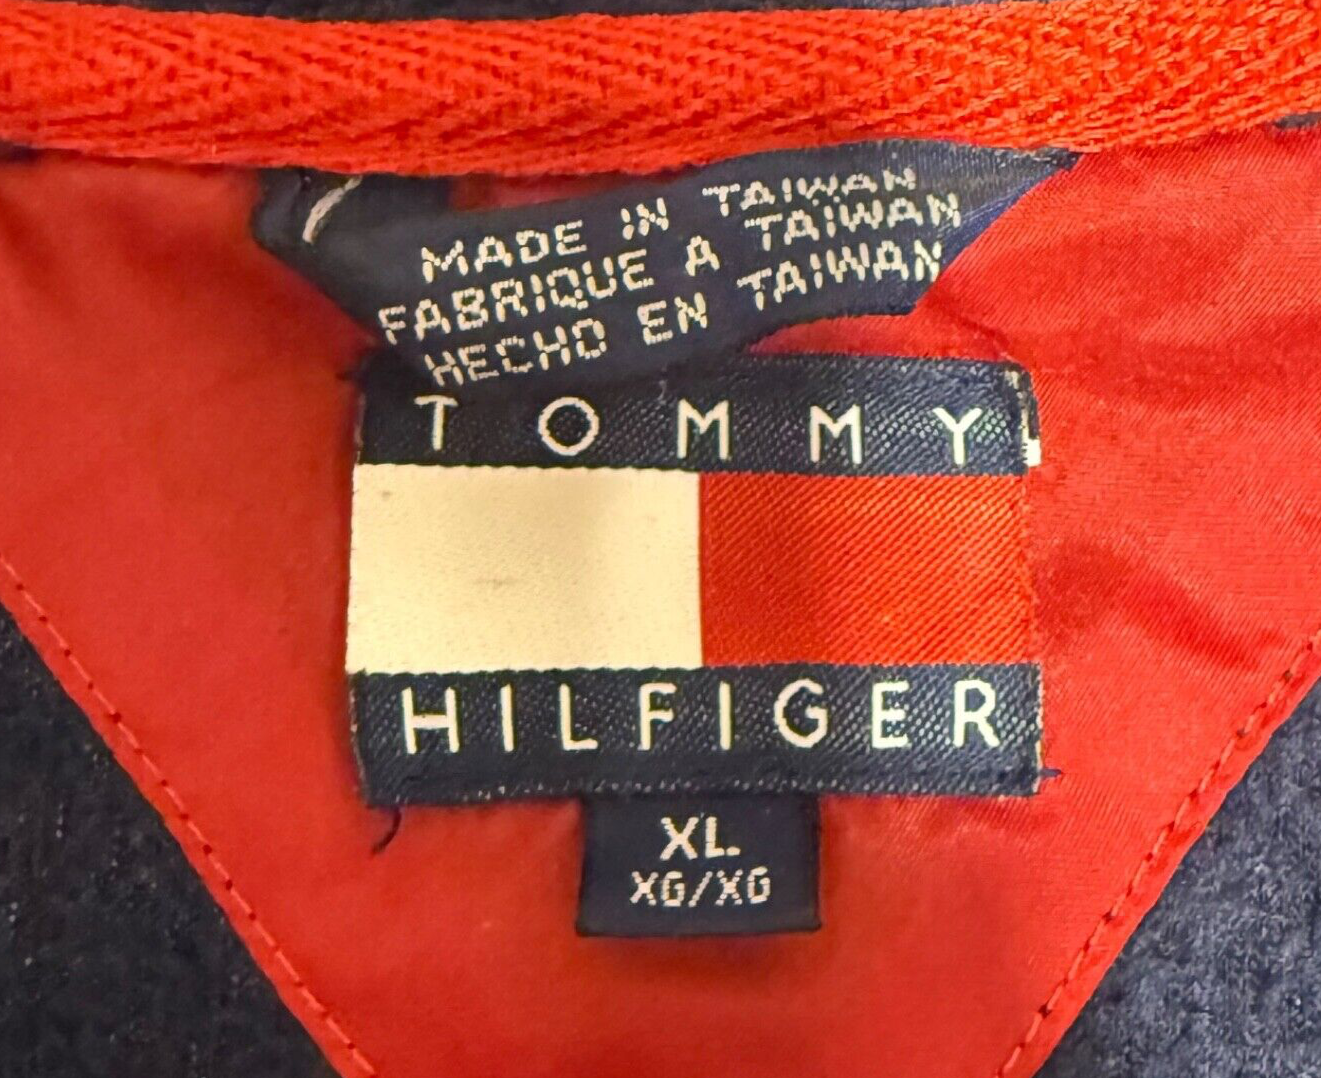 MADE IN TAIWAN
FABRIQUE A TAIWAN
HECHO EN TAIWAN
TOMMY
HILFIGER
XL.
XG/XG